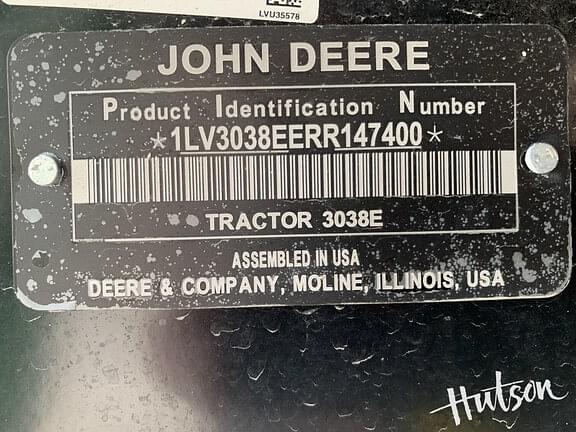 LVU35578
JOHN DEERE
Product Identification Number
*1LV3038EERR147400*
TRACTOR 3038E
ASSEMBLED IN USA
DEERE & COMPANY, MOLINE, ILLINOIS, USA
Hutson